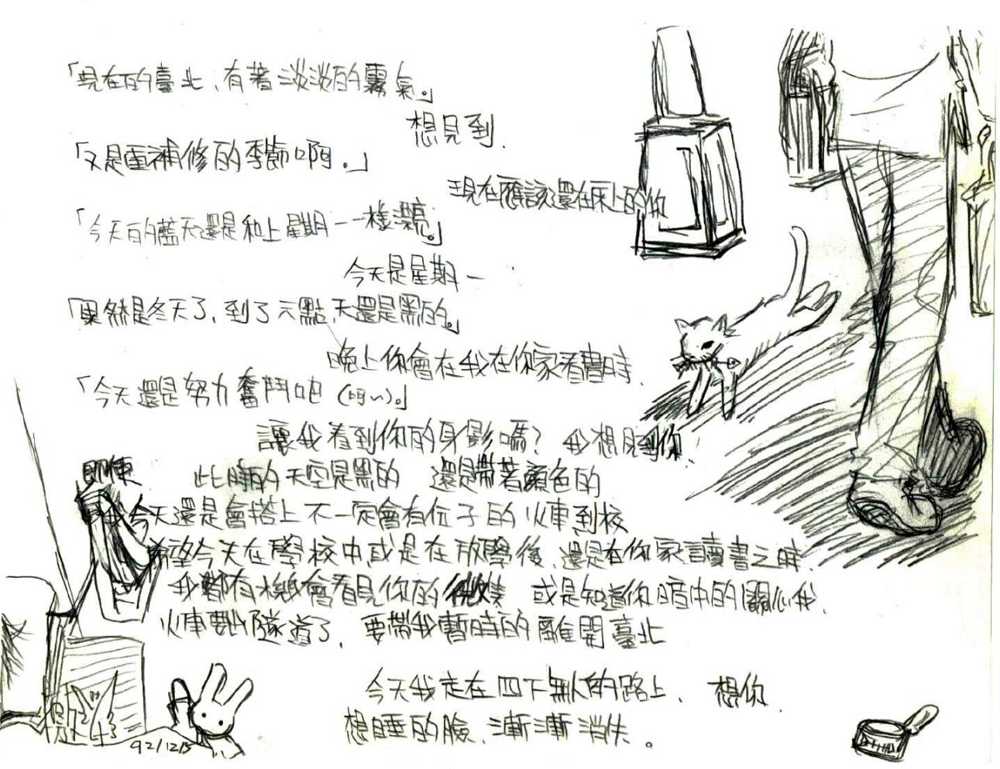 「現在的臺北、有著淡淡的霧氣。」
想見到、
「又是重補修的季節啊。」
現在應該還在床上的你
「今天的藍天還是和上星期一一樣漂亮。」
今天是星期一
「果然是冬天了、到了六點、天還是黑的。」
晚上你會在我在你家看書時、
「今天還是努力奮鬥吧 (呵~)。」
讓我看到你的身影嗎? 我想見到你、
即使 此時的天空是黑的 還是帶著顏色的
我今天還是會搭上不一定會有位子的火車到校
希望今天在學校中或是在放學後、還是在你家讀書之時、
我都有機會看見你的微笑 或是知道你暗中的關心我、
火車要出隧道了、要帶我暫時的離開臺北
今天我走在四下無人的路上、想你、
想睡的臉、漸漸消失。
92/12/15